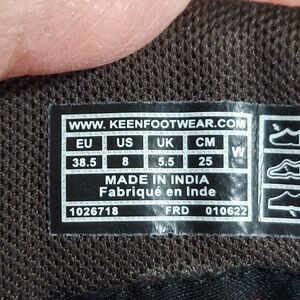 WWW.KEENFOOTWEAR.COM
EU US UK CM W
38.5 8 5.5 25
MADE IN INDIA
Fabriqué en Inde
1026718 FRD 010622